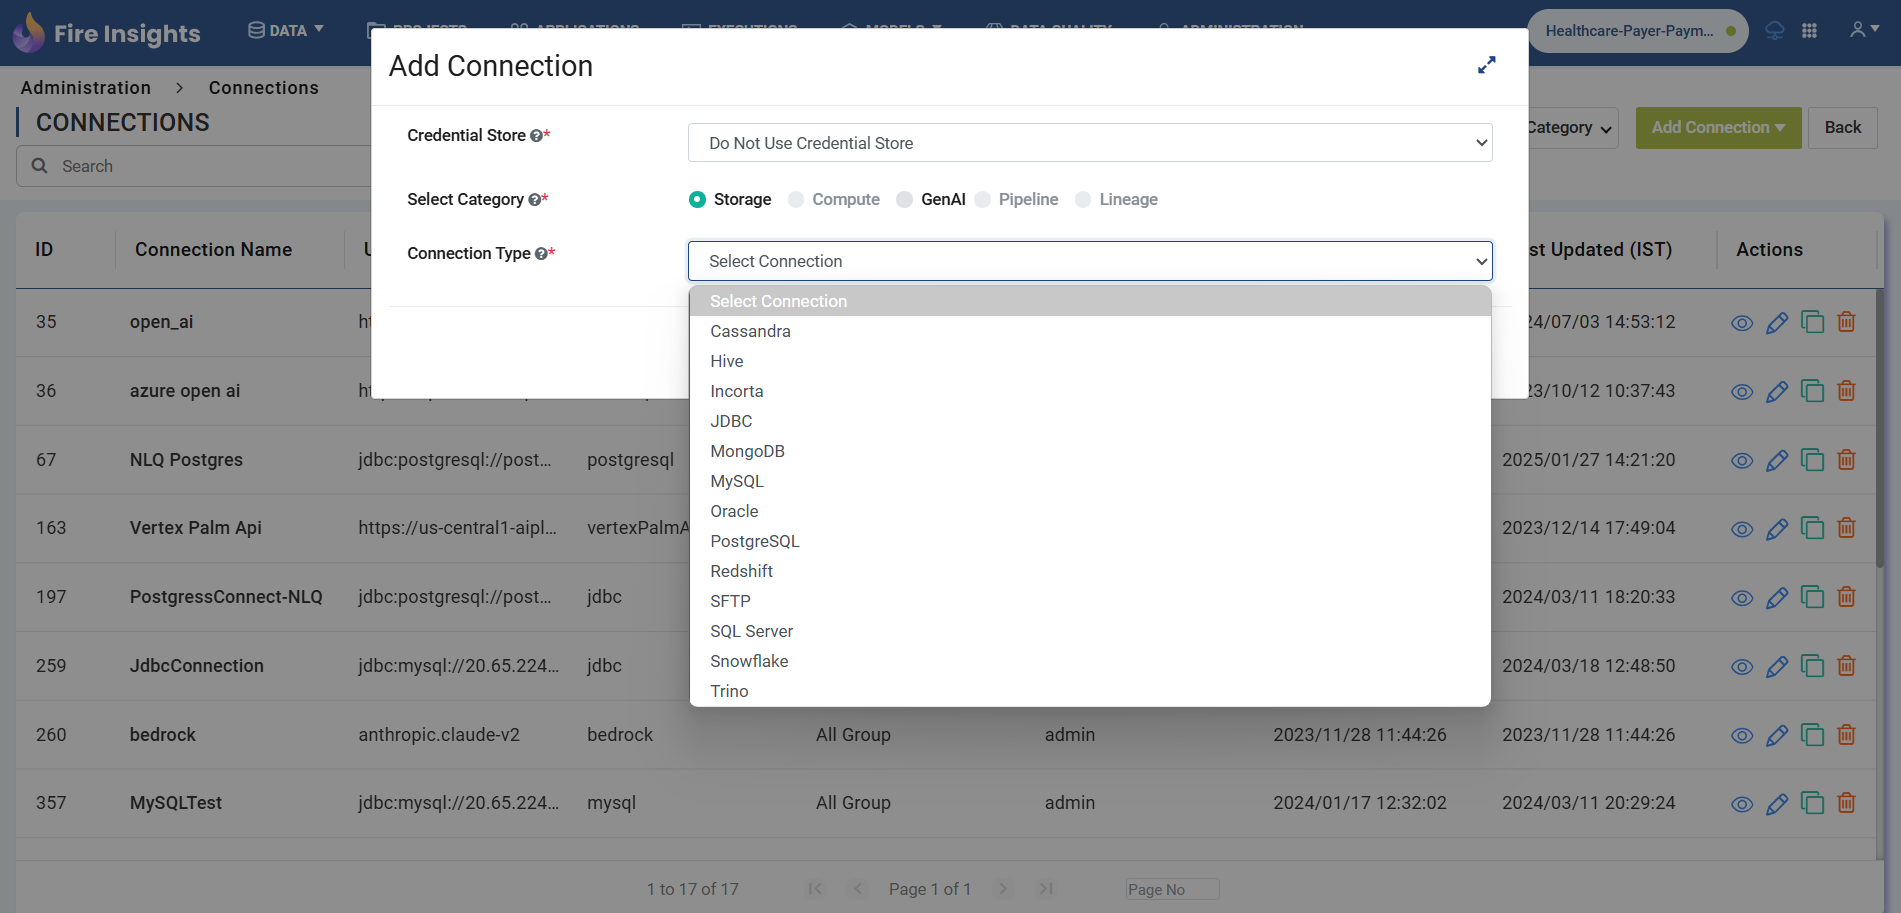 Fire Insights
DATA
PROJECTS
APPLICATIONS
EXECUTIONS
MODELS
DATA QUALITY
ADMINISTRATION
Healthcare-Payer-Paym...
Add Connection
Administration > Connections
CONNECTIONS
Category
Add Connection
Back
Search
Credential Store *
Do Not Use Credential Store
Select Category *
Storage Compute GenAI Pipeline Lineage
Connection Type *
Select Connection
Select Connection
Cassandra
Hive
Incorta
JDBC
MongoDB
MySQL
Oracle
PostgreSQL
Redshift
SFTP
SQL Server
Snowflake
Trino
ID Connection Name st Updated (IST) Actions
35 open_ai 24/07/03 14:53:12
36 azure open ai 23/10/12 10:37:43
67 NLQ Postgres jdbc:postgresql://post... postgresql 2025/01/27 14:21:20
163 Vertex Palm Api https://us-central1-aipl... vertexPalmA 2023/12/14 17:49:04
197 PostgressConnect-NLQ jdbc:postgresql://post... jdbc 2024/03/11 18:20:33
259 JdbcConnection jdbc:mysql://20.65.224... jdbc 2024/03/18 12:48:50
260 bedrock anthropic.claude-v2 bedrock All Group admin 2023/11/28 11:44:26 2023/11/28 11:44:26
357 MySQLTest jdbc:mysql://20.65.224... mysql All Group admin 2024/01/17 12:32:02 2024/03/11 20:29:24
1 to 17 of 17
Page 1 of 1
Page No